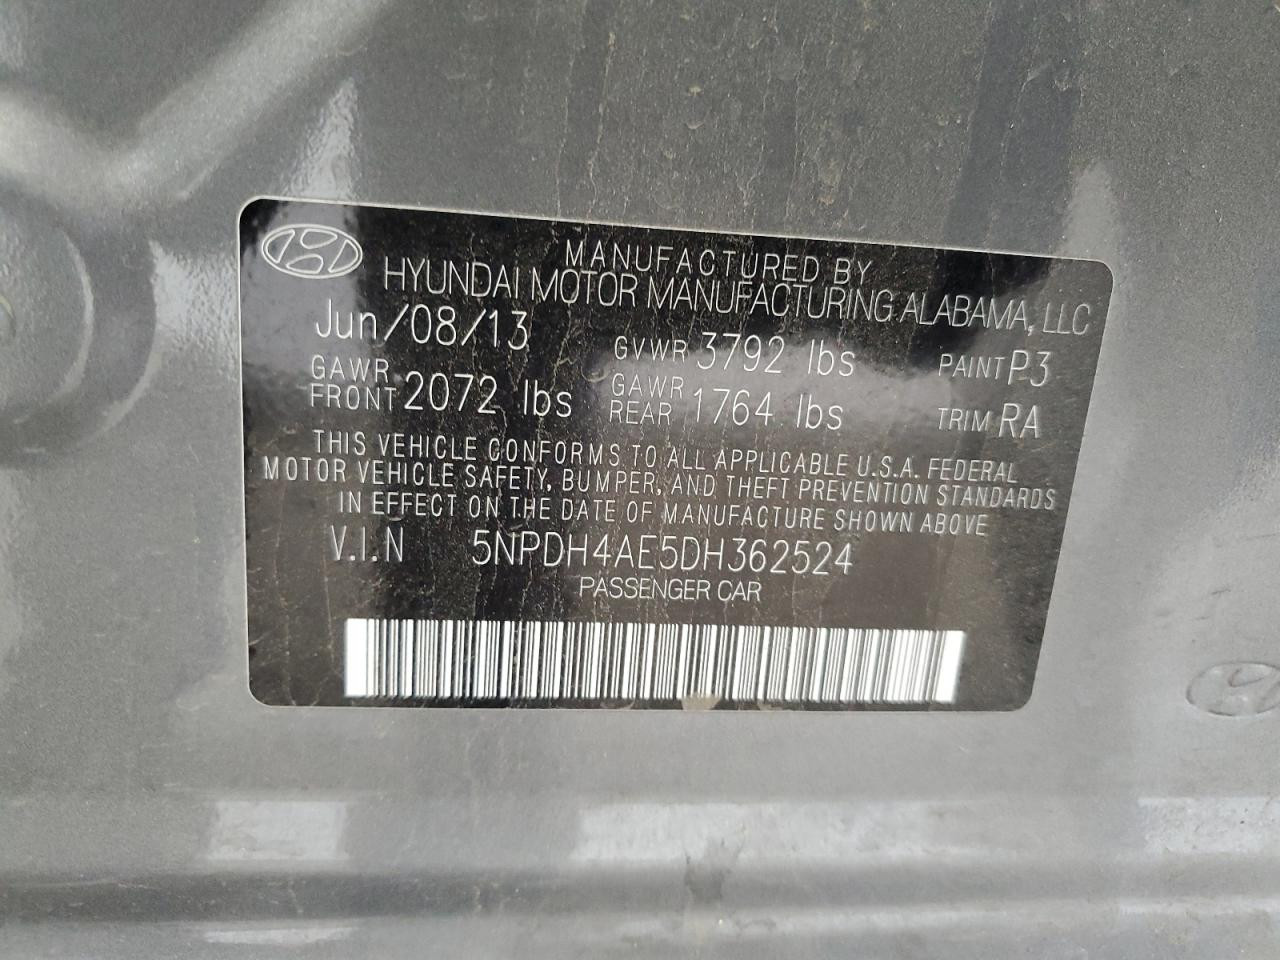 MANUFACTURED BY
HYUNDAI MOTOR MANUFACTURING ALABAMA, LLC
Jun/08/13 GVWR 3792 lbs PAINT P3
GAWR FRONT 2072 lbs GAWR REAR 1764 lbs TRIM RA
THIS VEHICLE CONFORMS TO ALL APPLICABLE U.S.A. FEDERAL
MOTOR VEHICLE SAFETY, BUMPER, AND THEFT PREVENTION STANDARDS
IN EFFECT ON THE DATE OF MANUFACTURE SHOWN ABOVE
V.I.N 5NPDH4AE5DH362524
PASSENGER CAR